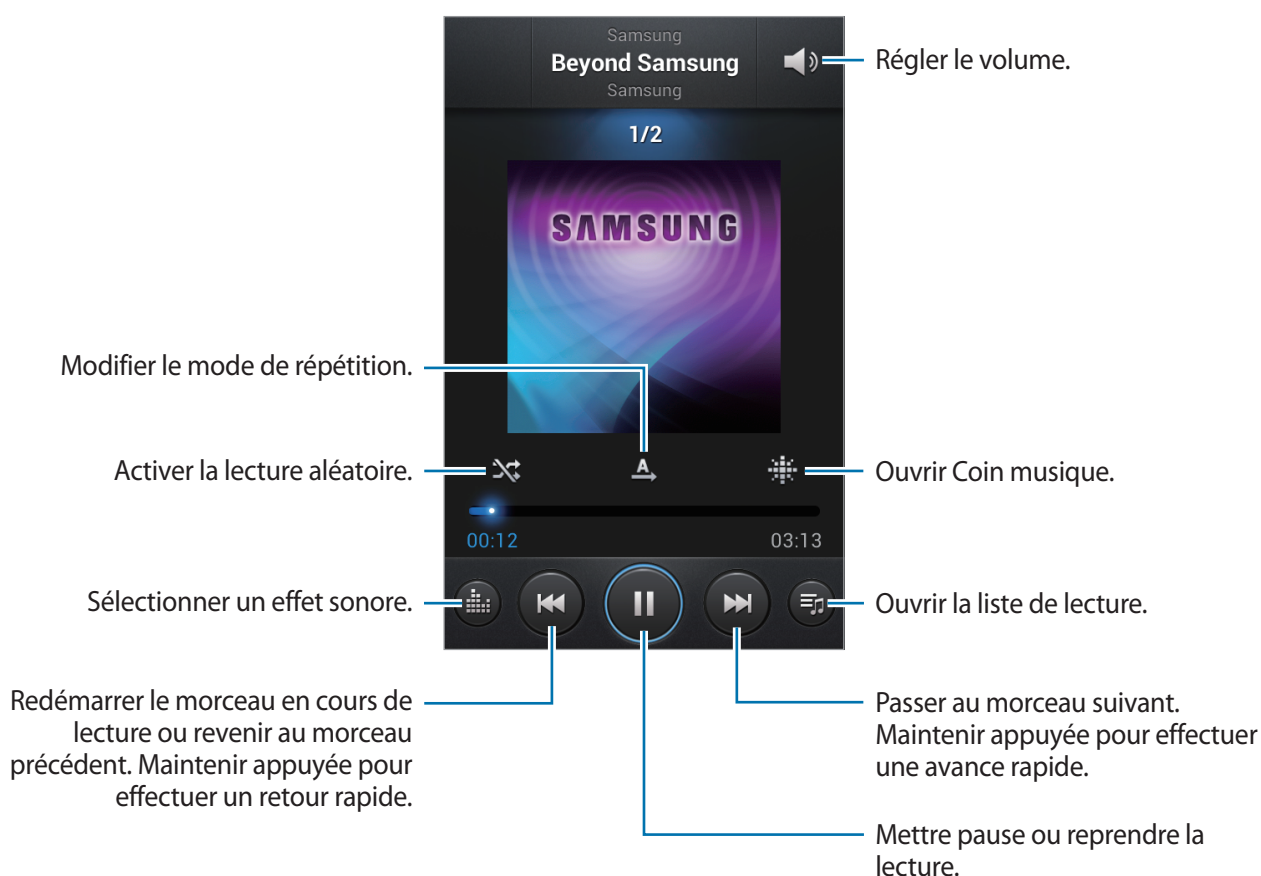 Samsung
Beyond Samsung
Samsung
Régler le volume.
1/2
SAMSUNG
Modifier le mode de répétition.
A
Activer la lecture aléatoire.
Ouvrir Coin musique.
00:12
03:13
Sélectionner un effet sonore.
Ouvrir la liste de lecture.
Redémarrer le morceau en cours de
lecture ou revenir au morceau
précédent. Maintenir appuyée pour
effectuer un retour rapide.
Passer au morceau suivant.
Maintenir appuyée pour effectuer
une avance rapide.
Mettre pause ou reprendre la
lecture.